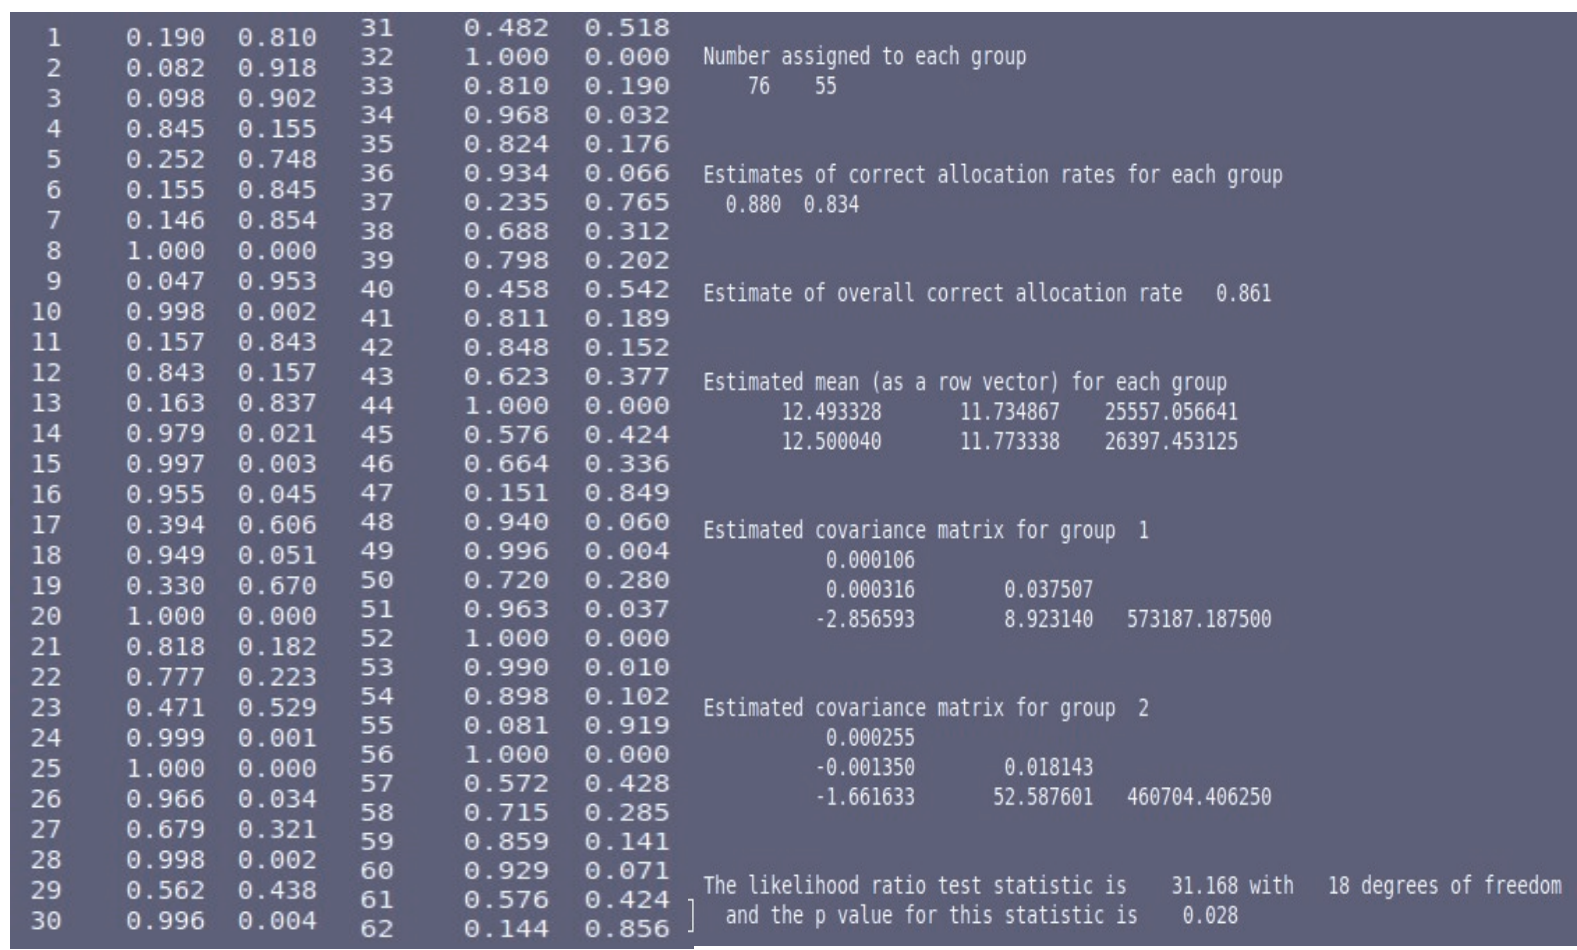 1 0.190 0.810
2 0.082 0.918
3 0.098 0.902
4 0.845 0.155
5 0.252 0.748
6 0.155 0.845
7 0.146 0.854
8 1.000 0.000
9 0.047 0.953
10 0.998 0.002
11 0.157 0.843
12 0.843 0.157
13 0.163 0.837
14 0.979 0.021
15 0.997 0.003
16 0.955 0.045
17 0.394 0.606
18 0.949 0.051
19 0.330 0.670
20 1.000 0.000
21 0.818 0.182
22 0.777 0.223
23 0.471 0.529
24 0.999 0.001
25 1.000 0.000
26 0.966 0.034
27 0.679 0.321
28 0.998 0.002
29 0.562 0.438
30 0.996 0.004
31 0.482 0.518
32 1.000 0.000
33 0.810 0.190
34 0.968 0.032
35 0.824 0.176
36 0.934 0.066
37 0.235 0.765
38 0.688 0.312
39 0.798 0.202
40 0.458 0.542
41 0.811 0.189
42 0.848 0.152
43 0.623 0.377
44 1.000 0.000
45 0.576 0.424
46 0.664 0.336
47 0.151 0.849
48 0.940 0.060
49 0.996 0.004
50 0.720 0.280
51 0.963 0.037
52 1.000 0.000
53 0.990 0.010
54 0.898 0.102
55 0.081 0.919
56 1.000 0.000
57 0.572 0.428
58 0.715 0.285
59 0.859 0.141
60 0.929 0.071
61 0.576 0.424
62 0.144 0.856
Number assigned to each group
76 55
Estimates of correct allocation rates for each group
0.880 0.834
Estimate of overall correct allocation rate 0.861
Estimated mean (as a row vector) for each group
12.493328 11.734867 25557.056641
12.500040 11.773338 26397.453125
Estimated covariance matrix for group 1
0.000106
0.000316 0.037507
-2.856593 8.923140 573187.187500
Estimated covariance matrix for group 2
0.000255
-0.001350 0.018143
-1.661633 52.587601 460704.406250
The likelihood ratio test statistic is 31.168 with 18 degrees of freedom
and the p value for this statistic is 0.028